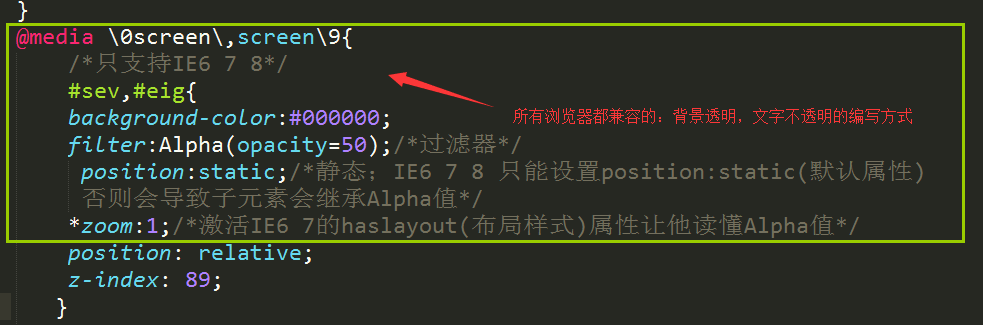 }
@media \0screen\,screen\9{
/*只支持IE6 7 8*/
#sev,#eig{
background-color:#000000;
所有浏览器都兼容的：背景透明，文字不透明的编写方式
filter:Alpha(opacity=50);/*过滤器*/
position:static;/*静态；IE6 7 8 只能设置position:static(默认属性)
否则会导致子元素会继承Alpha值*/
*zoom:1;/*激活IE6 7的haslayout(布局样式)属性让他读懂Alpha值*/
position: relative;
z-index: 89;
}